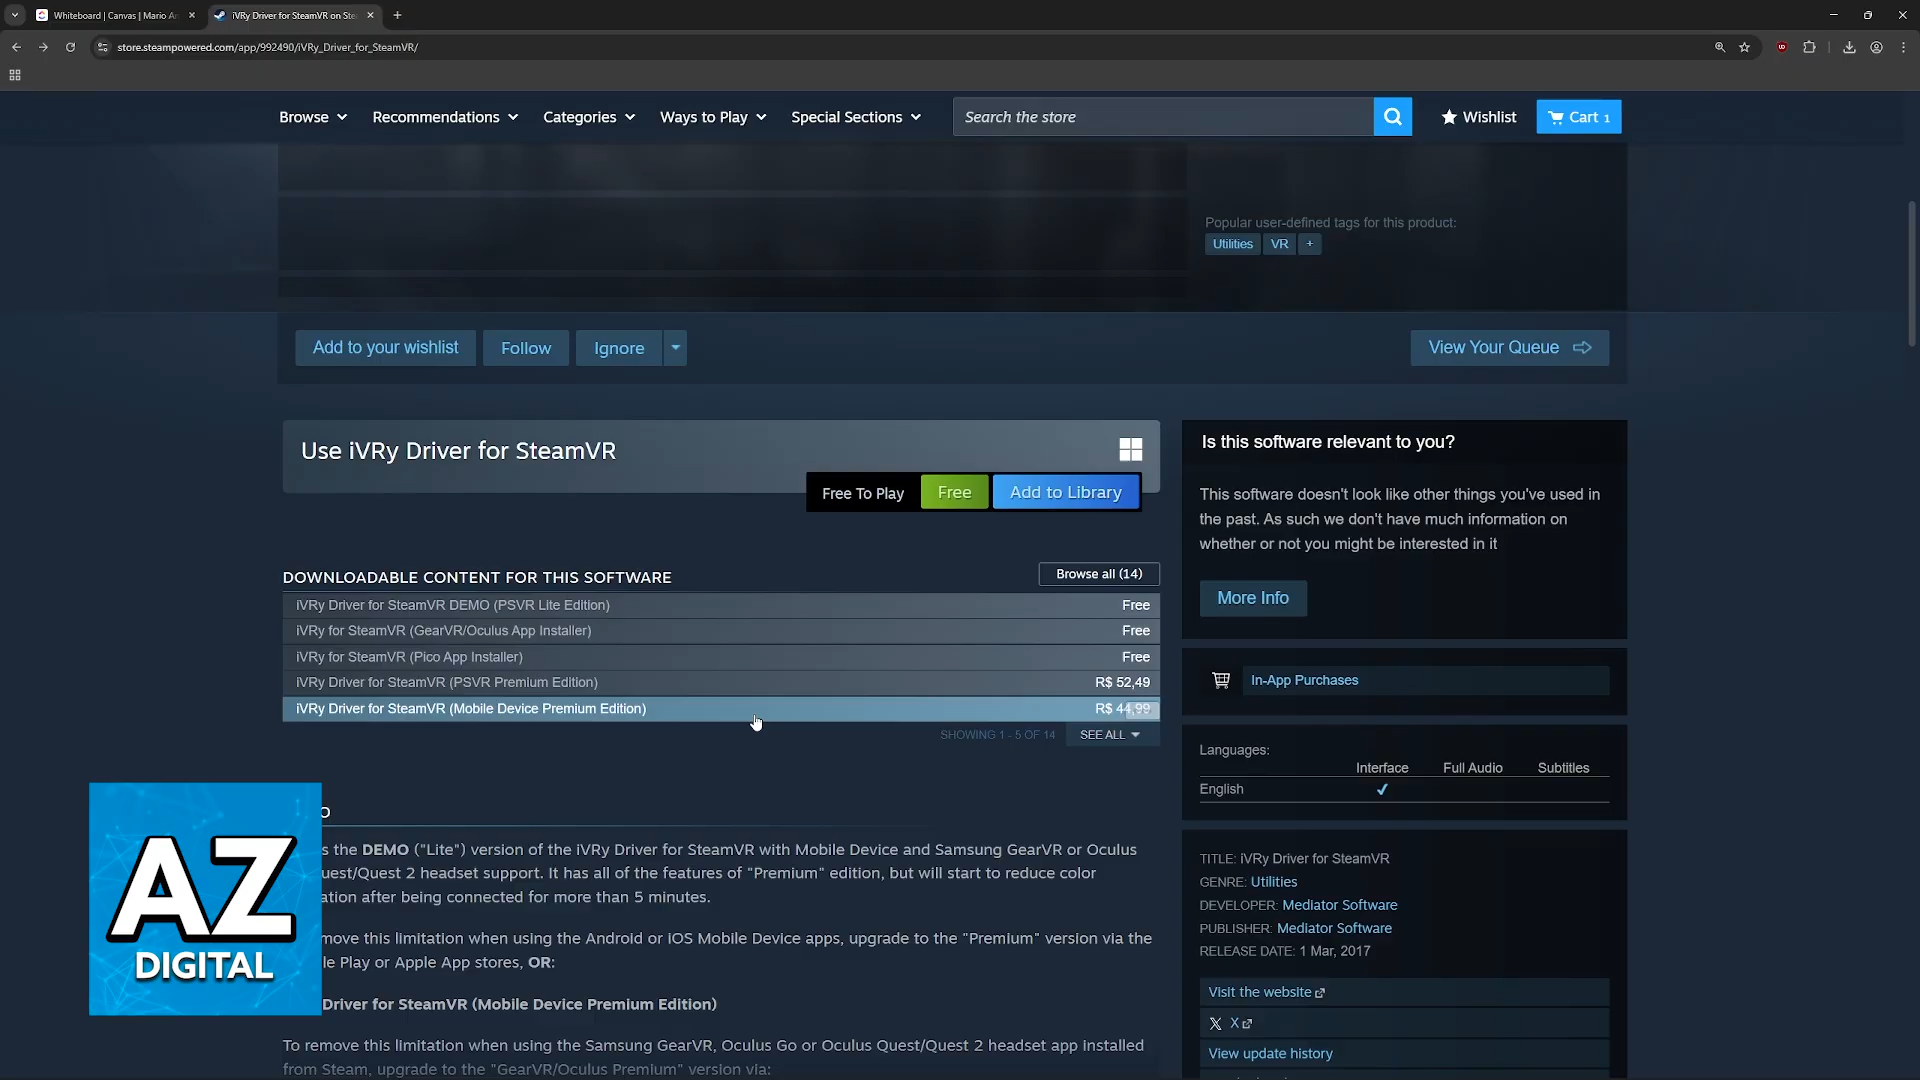 Whiteboard | Canvas | Mario Ar
iVRy Driver for SteamVR on Ste
store.steampowered.com/app/992490/iVRy_Driver_for_SteamVR/
Browse
Recommendations
Categories
Ways to Play
Special Sections
Search the store
Wishlist
Cart 1
Popular user-defined tags for this product:
Utilities
VR
+
Add to your wishlist
Follow
Ignore
View Your Queue
Use iVRy Driver for SteamVR
Free To Play
Free
Add to Library
Is this software relevant to you?
This software doesn't look like other things you've used in
the past. As such we don't have much information on
whether or not you might be interested in it
More Info
DOWNLOADABLE CONTENT FOR THIS SOFTWARE
Browse all (14)
iVRy Driver for SteamVR DEMO (PSVR Lite Edition) Free
iVRy for SteamVR (GearVR/Oculus App Installer) Free
iVRy for SteamVR (Pico App Installer) Free
iVRy Driver for SteamVR (PSVR Premium Edition) R$ 52,49
iVRy Driver for SteamVR (Mobile Device Premium Edition) R$ 44,99
SHOWING 1 - 5 OF 14
SEE ALL
In-App Purchases
Languages:
Interface Full Audio Subtitles
English ✔
O
s the DEMO ("Lite") version of the iVRy Driver for SteamVR with Mobile Device and Samsung GearVR or Oculus
uest/Quest 2 headset support. It has all of the features of "Premium" edition, but will start to reduce color
ation after being connected for more than 5 minutes.
move this limitation when using the Android or iOS Mobile Device apps, upgrade to the "Premium" version via the
le Play or Apple App stores, OR:
Driver for SteamVR (Mobile Device Premium Edition)
To remove this limitation when using the Samsung GearVR, Oculus Go or Oculus Quest/Quest 2 headset app installed
from Steam, upgrade to the "GearVR/Oculus Premium" version via:
TITLE: iVRy Driver for SteamVR
GENRE: Utilities
DEVELOPER: Mediator Software
PUBLISHER: Mediator Software
RELEASE DATE: 1 Mar, 2017
Visit the website
X
View update history
AZ
DIGITAL